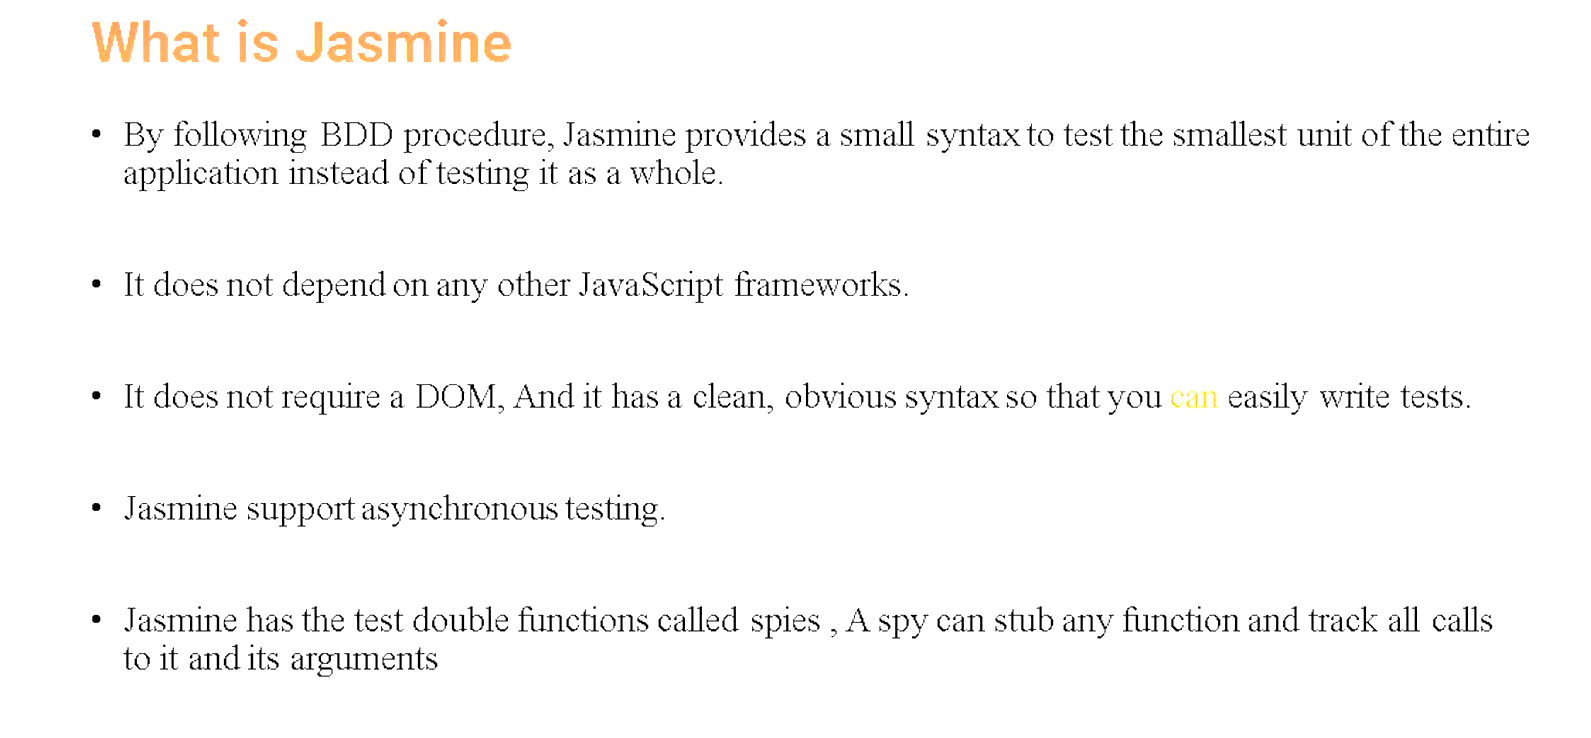 What is Jasmine
• By following BDD procedure, Jasmine provides a small syntax to test the smallest unit of the entire
application instead of testing it as a whole.
• It does not depend on any other JavaScript frameworks.
• It does not require a DOM, And it has a clean, obvious syntax so that you can easily write tests.
• Jasmine support asynchronous testing.
• Jasmine has the test double functions called spies , A spy can stub any function and track all calls
to it and its arguments